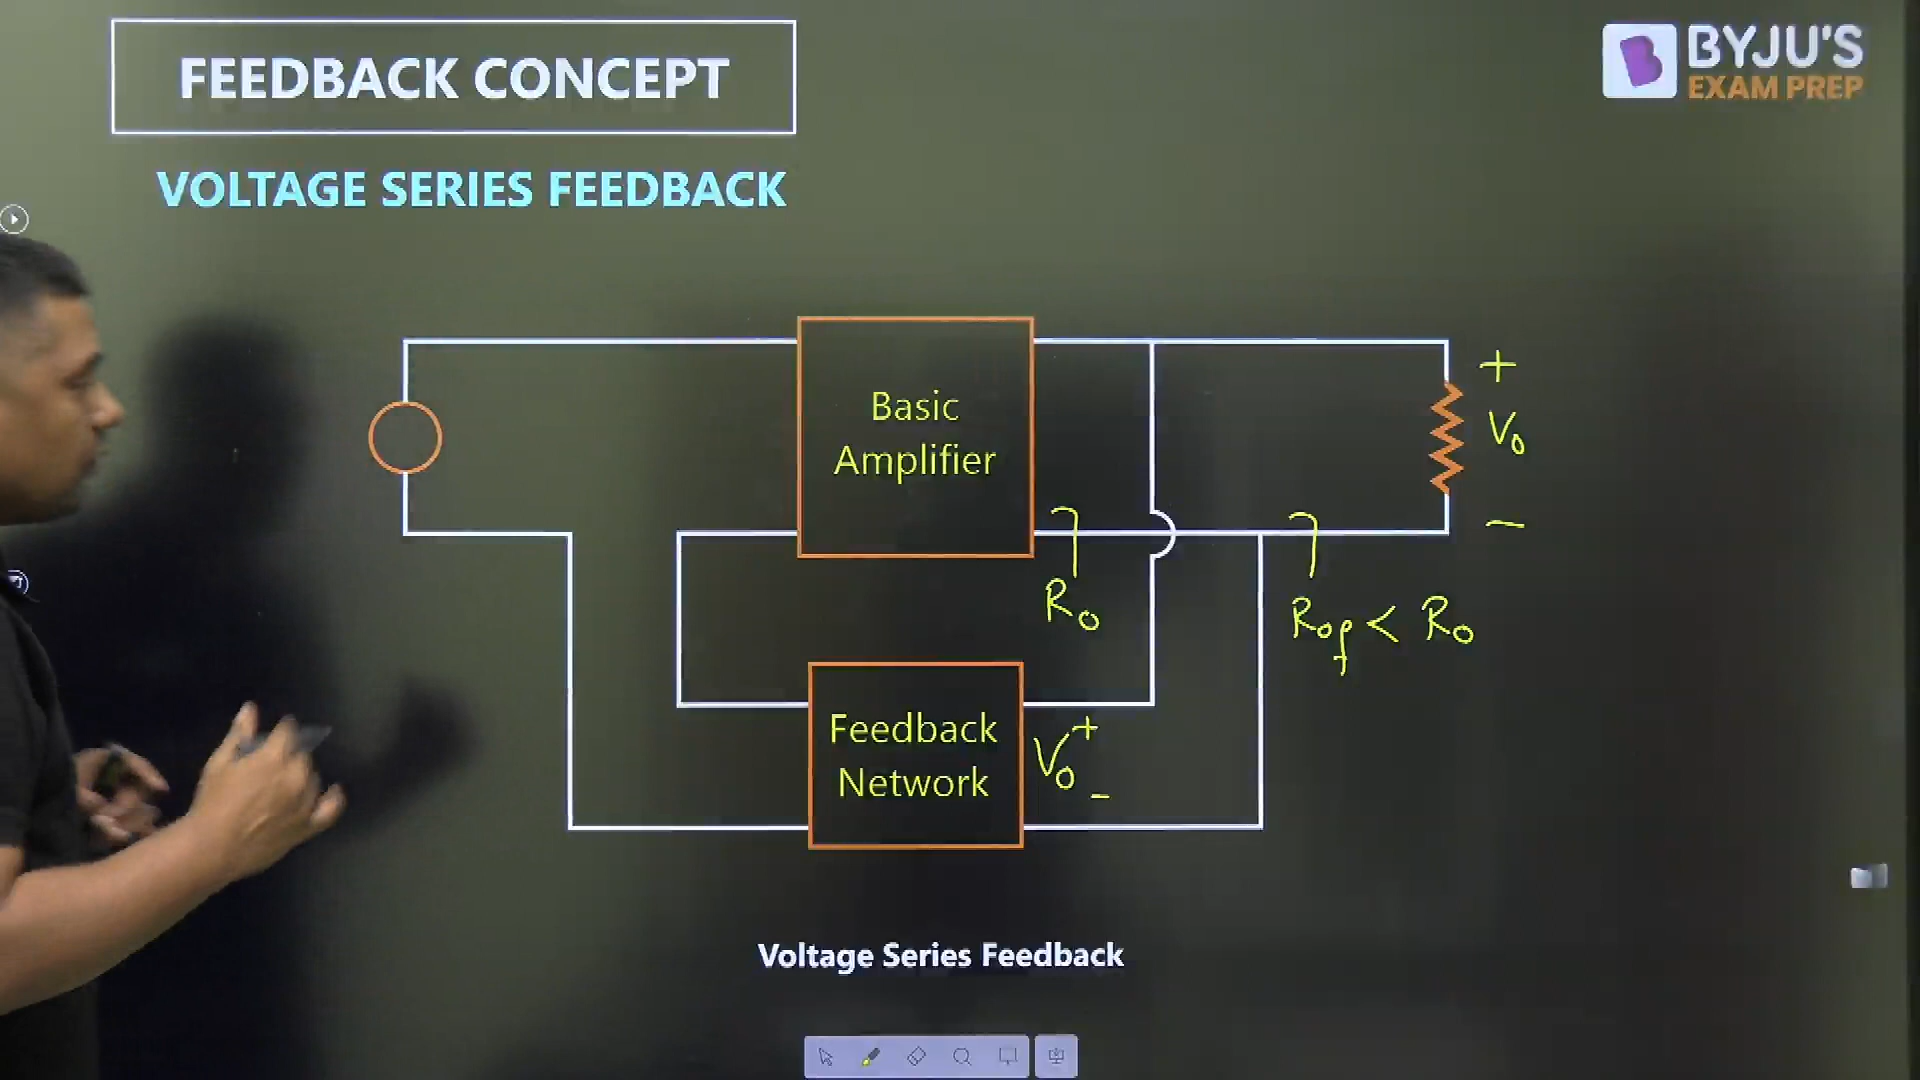 FEEDBACK CONCEPT
BYJU'S
EXAM PREP
VOLTAGE SERIES FEEDBACK
Basic
Amplifier
+
V₀
−
R₀
R₀f < R₀
Feedback
Network
V₀
+
−
Voltage Series Feedback